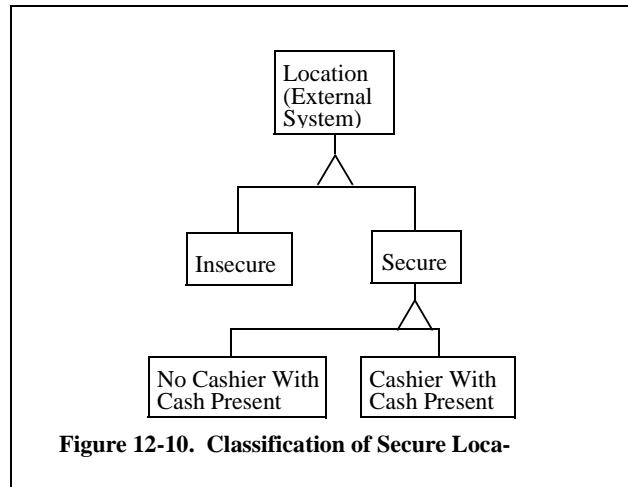 Location
(External
System)
Insecure
Secure
No Cashier With
Cash Present
Cashier With
Cash Present
Figure 12-10. Classification of Secure Loca-